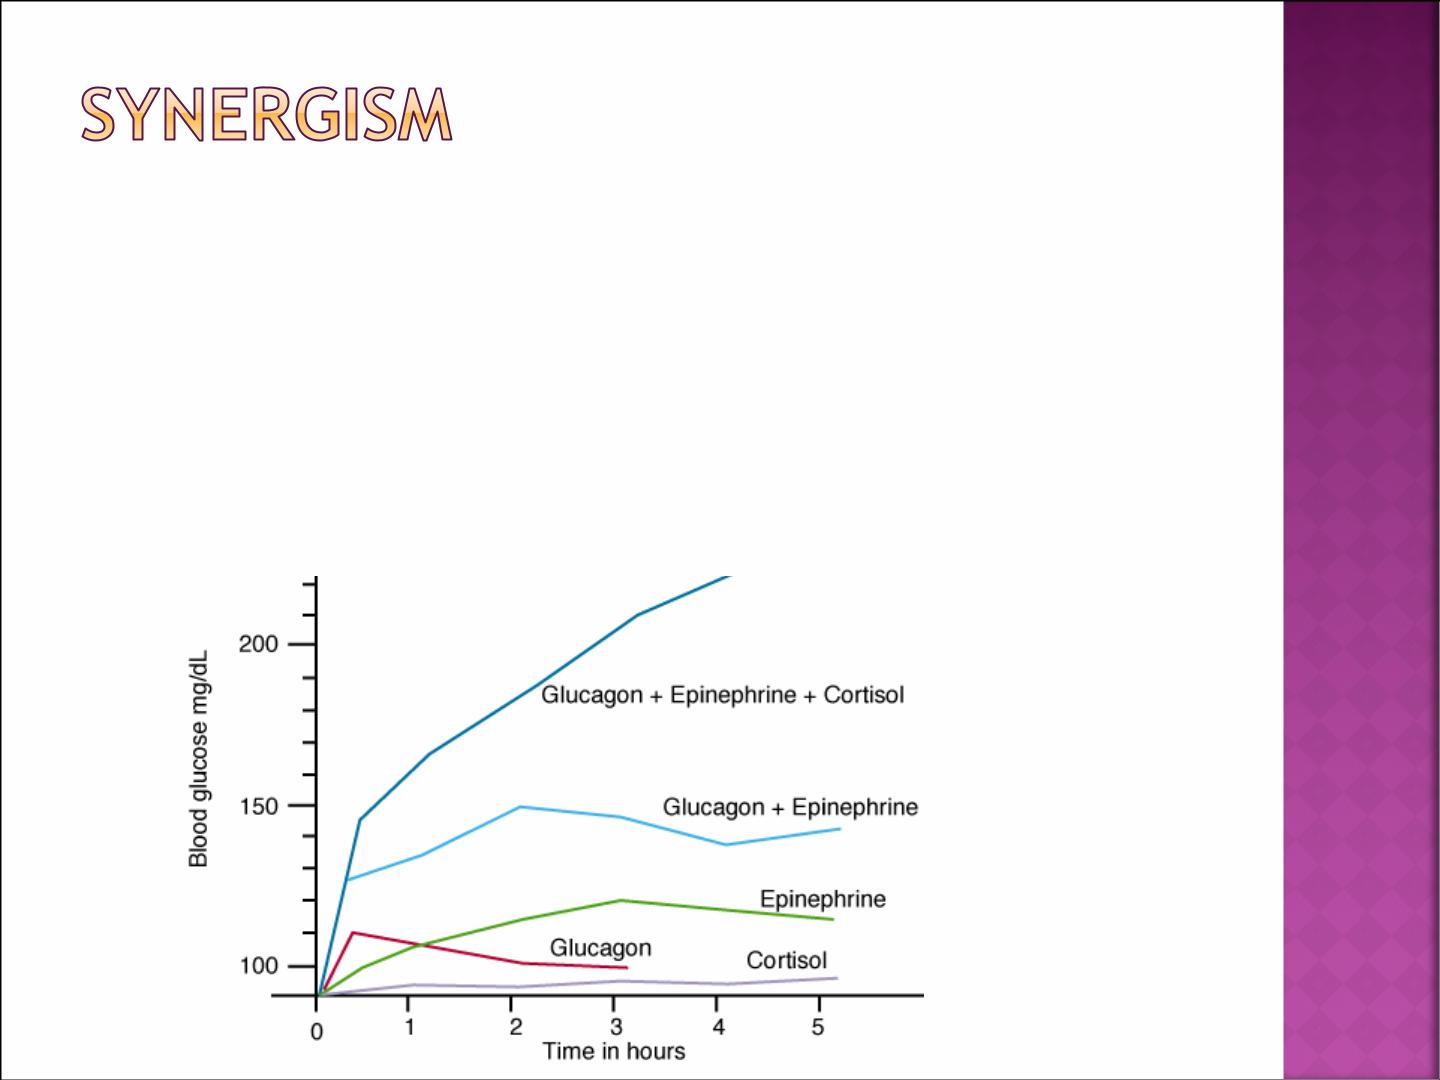 SYNERGISM
200
Glucagon + Epinephrine + Cortisol
Blood glucose mg/dL
150
Glucagon + Epinephrine
Epinephrine
Glucagon
Cortisol
100
0 1 2 3 4 5
Time in hours